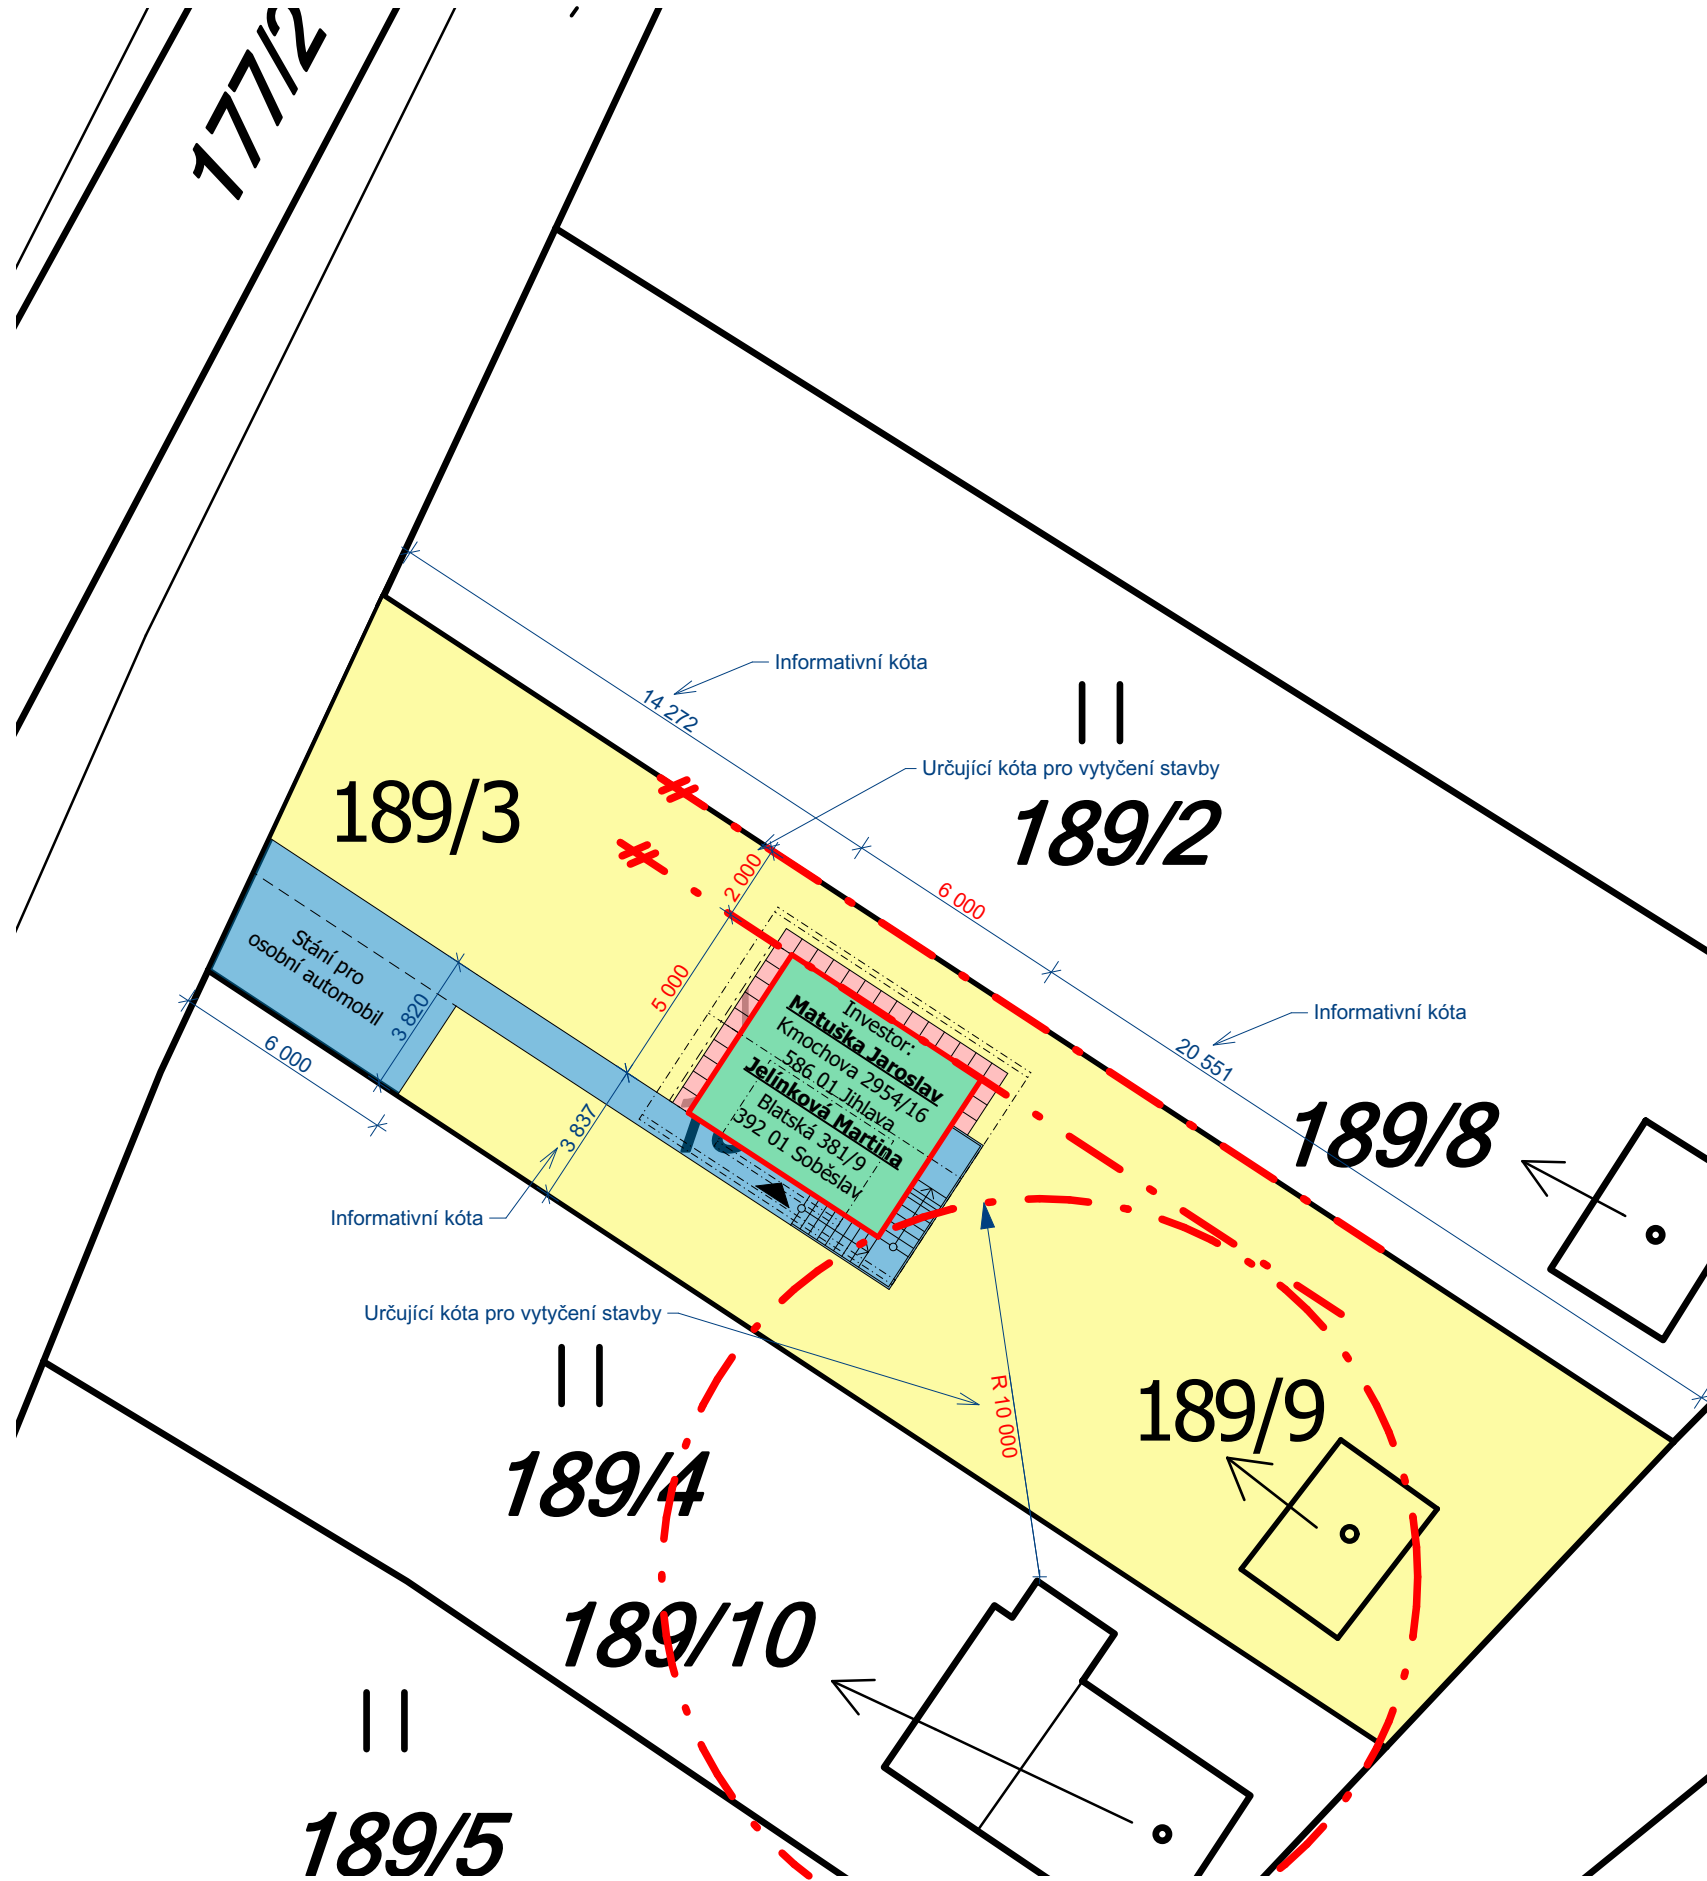 177/2
Informativní kóta
14 272
Určující kóta pro vytyčení stavby
189/3
189/2
2 000
6 000
Stání pro
osobní automobil
5 000
3 820
6 000
Investor:
Matuška Jaroslav
Kmochova 2954/16
586 01 Jihlava
Jelínková Martina
Blatská 381/9
392 01 Soběslav
Informativní kóta
20 551
3 837
189/8
Informativní kóta
Určující kóta pro vytyčení stavby
R 10 000
189/9
189/4
189/10
189/5